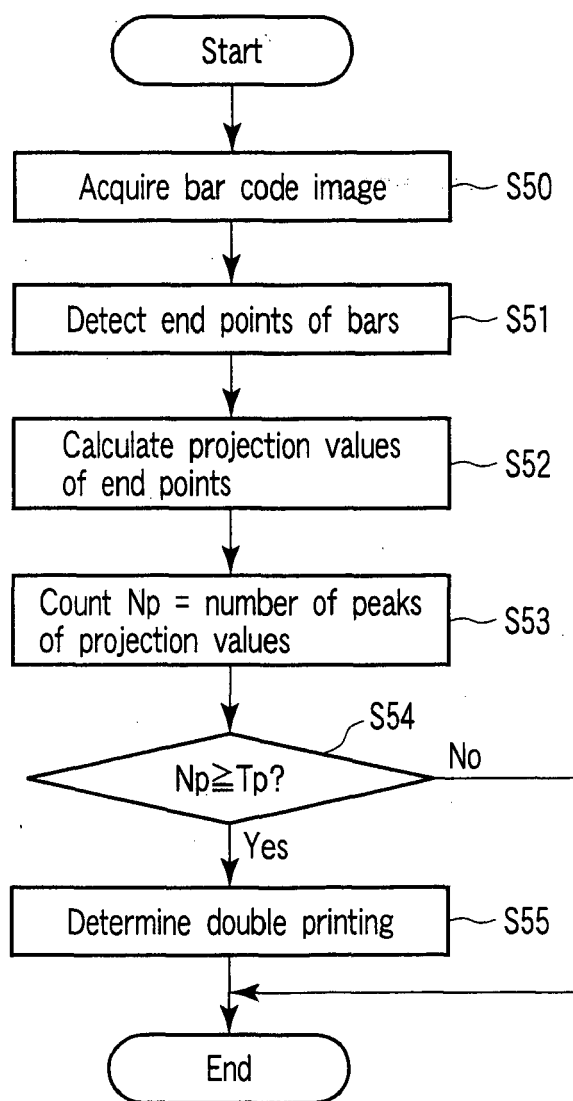 Start
Acquire bar code image
S50
Detect end points of bars
S51
Calculate projection values
of end points
S52
Count Np = number of peaks
of projection values
S53
S54
Np≧Tp?
No
Yes
Determine double printing
S55
End